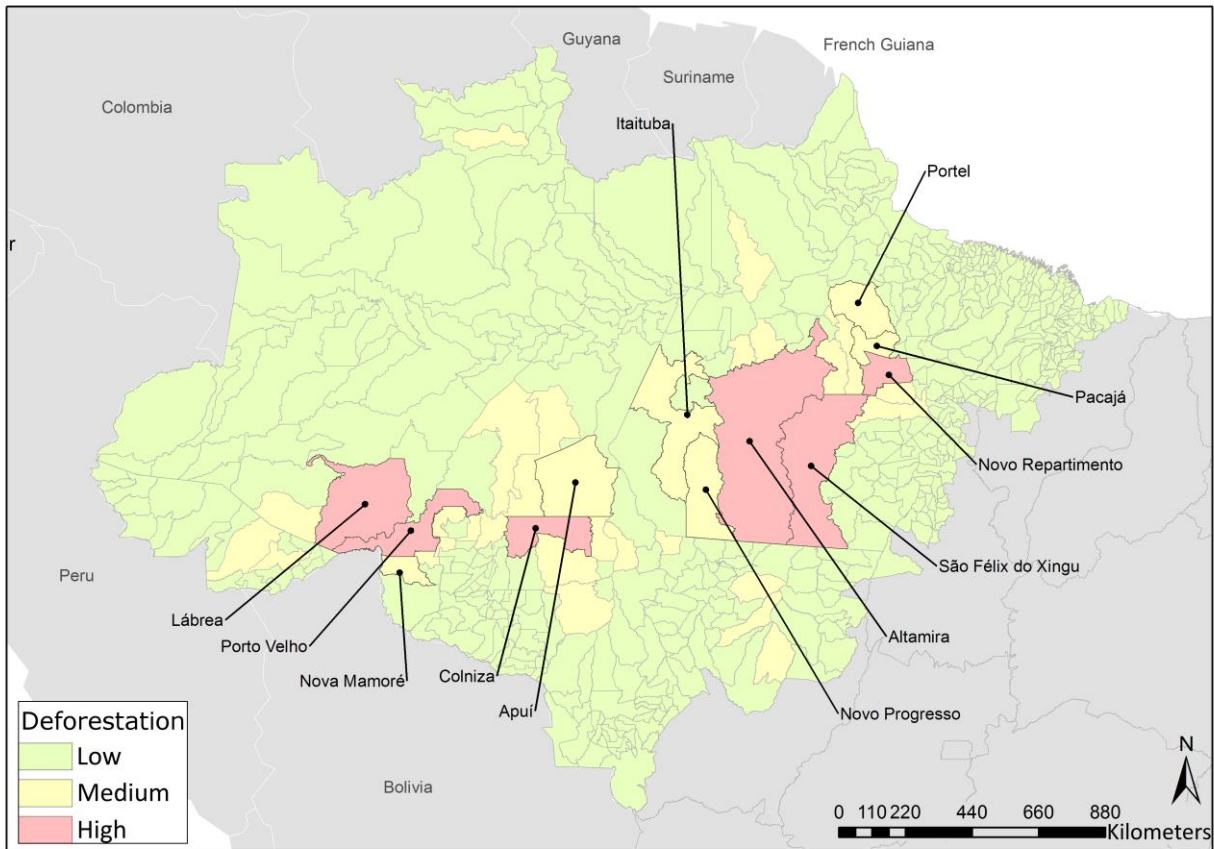 Guyana
French Guiana
Suriname
Colombia
Itaituba
Portel
r
Pacajá
Novo Repartimento
São Félix do Xingu
Peru
Lábrea
Altamira
Porto Velho
Nova Mamoré
Colniza
Apuí
Novo Progresso
Deforestation
Low
Medium
High
Bolivia
N
0 110 220 440 660 880
Kilometers